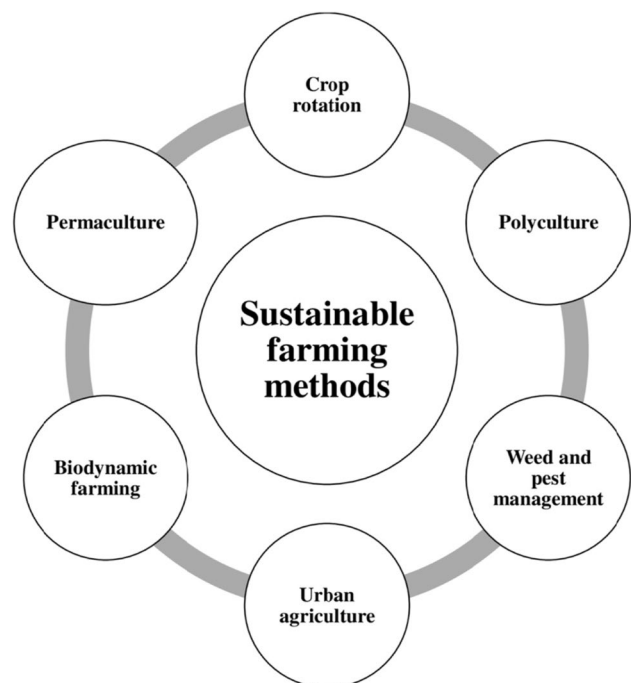 Crop
rotation
Permaculture
Polyculture
Sustainable
farming
methods
Biodynamic
farming
Weed and
pest
management
Urban
agriculture